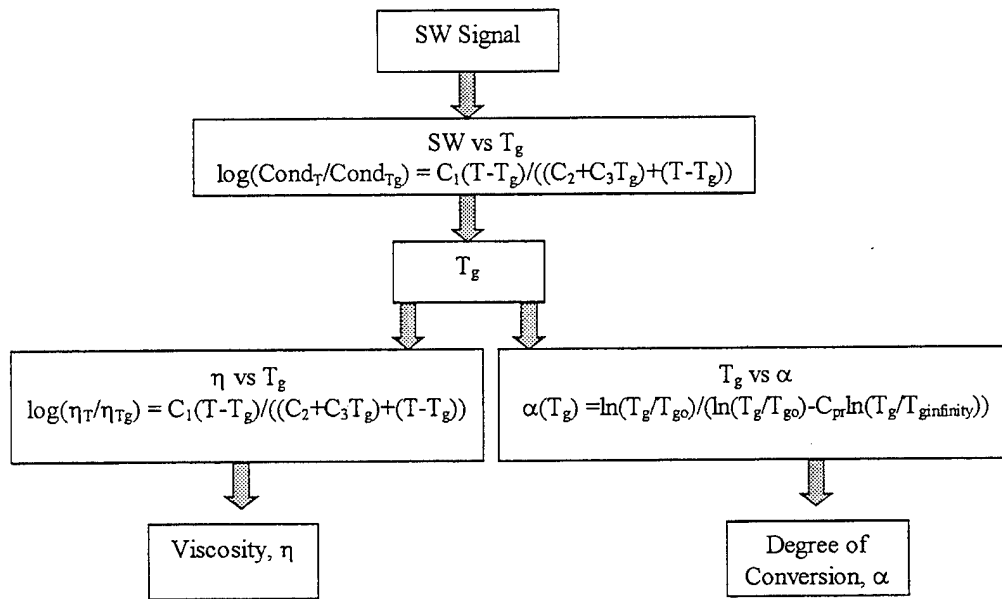 SW Signal
SW vs Tg
log(CondT/CondTg) = C1(T-Tg)/((C2+C3Tg)+(T-Tg))
Tg
η vs Tg
log(ηT/ηTg) = C1(T-Tg)/((C2+C3Tg)+(T-Tg))
Tg vs α
α(Tg) =ln(Tg/Tgo)/(ln(Tg/Tgo)-Cprln(Tg/Tginfinity))
Viscosity, η
Degree of
Conversion, α